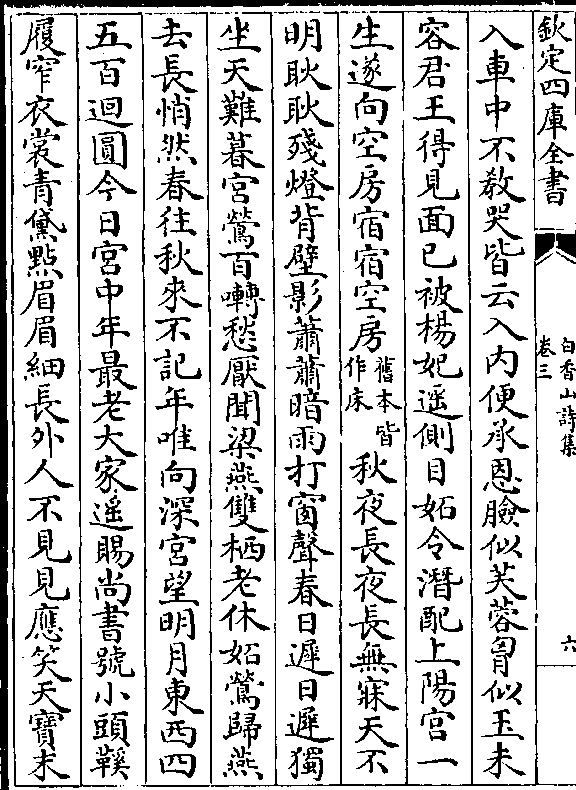 欽定四庫全書
白香山詩集
卷三
六
入車中不敎哭皆云入内便承恩臉似芙蓉胷似玉未
容君王得見面已被楊妃遥側目妬令潛配上陽宫一
生遂向空房宿宿空房舊本皆作床秋夜長夜長無寐天不
明耿耿殘燈背壁影蕭蕭暗雨打窗聲春日遲日遲獨
坐天難暮宫鶯百囀愁厭聞梁燕雙栖老休妬鶯歸燕
去長悄然春往秋來不記年唯向深宫望明月東西四
五百迴圓今日宫中年最老大家遥賜尚書號小頭鞵
履窄衣裳青黛㸃眉眉細長外人不見見應笑天寶末